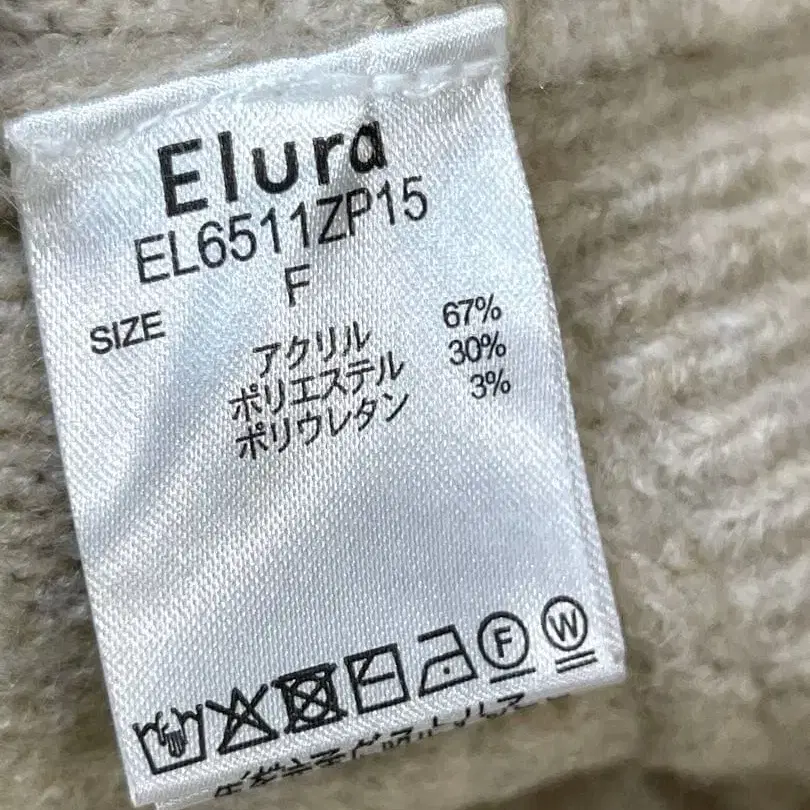 Elura
EL6511ZP15
SIZE F
アクリル 67%
ポリエステル 30%
ポリウレタン 3%
F W